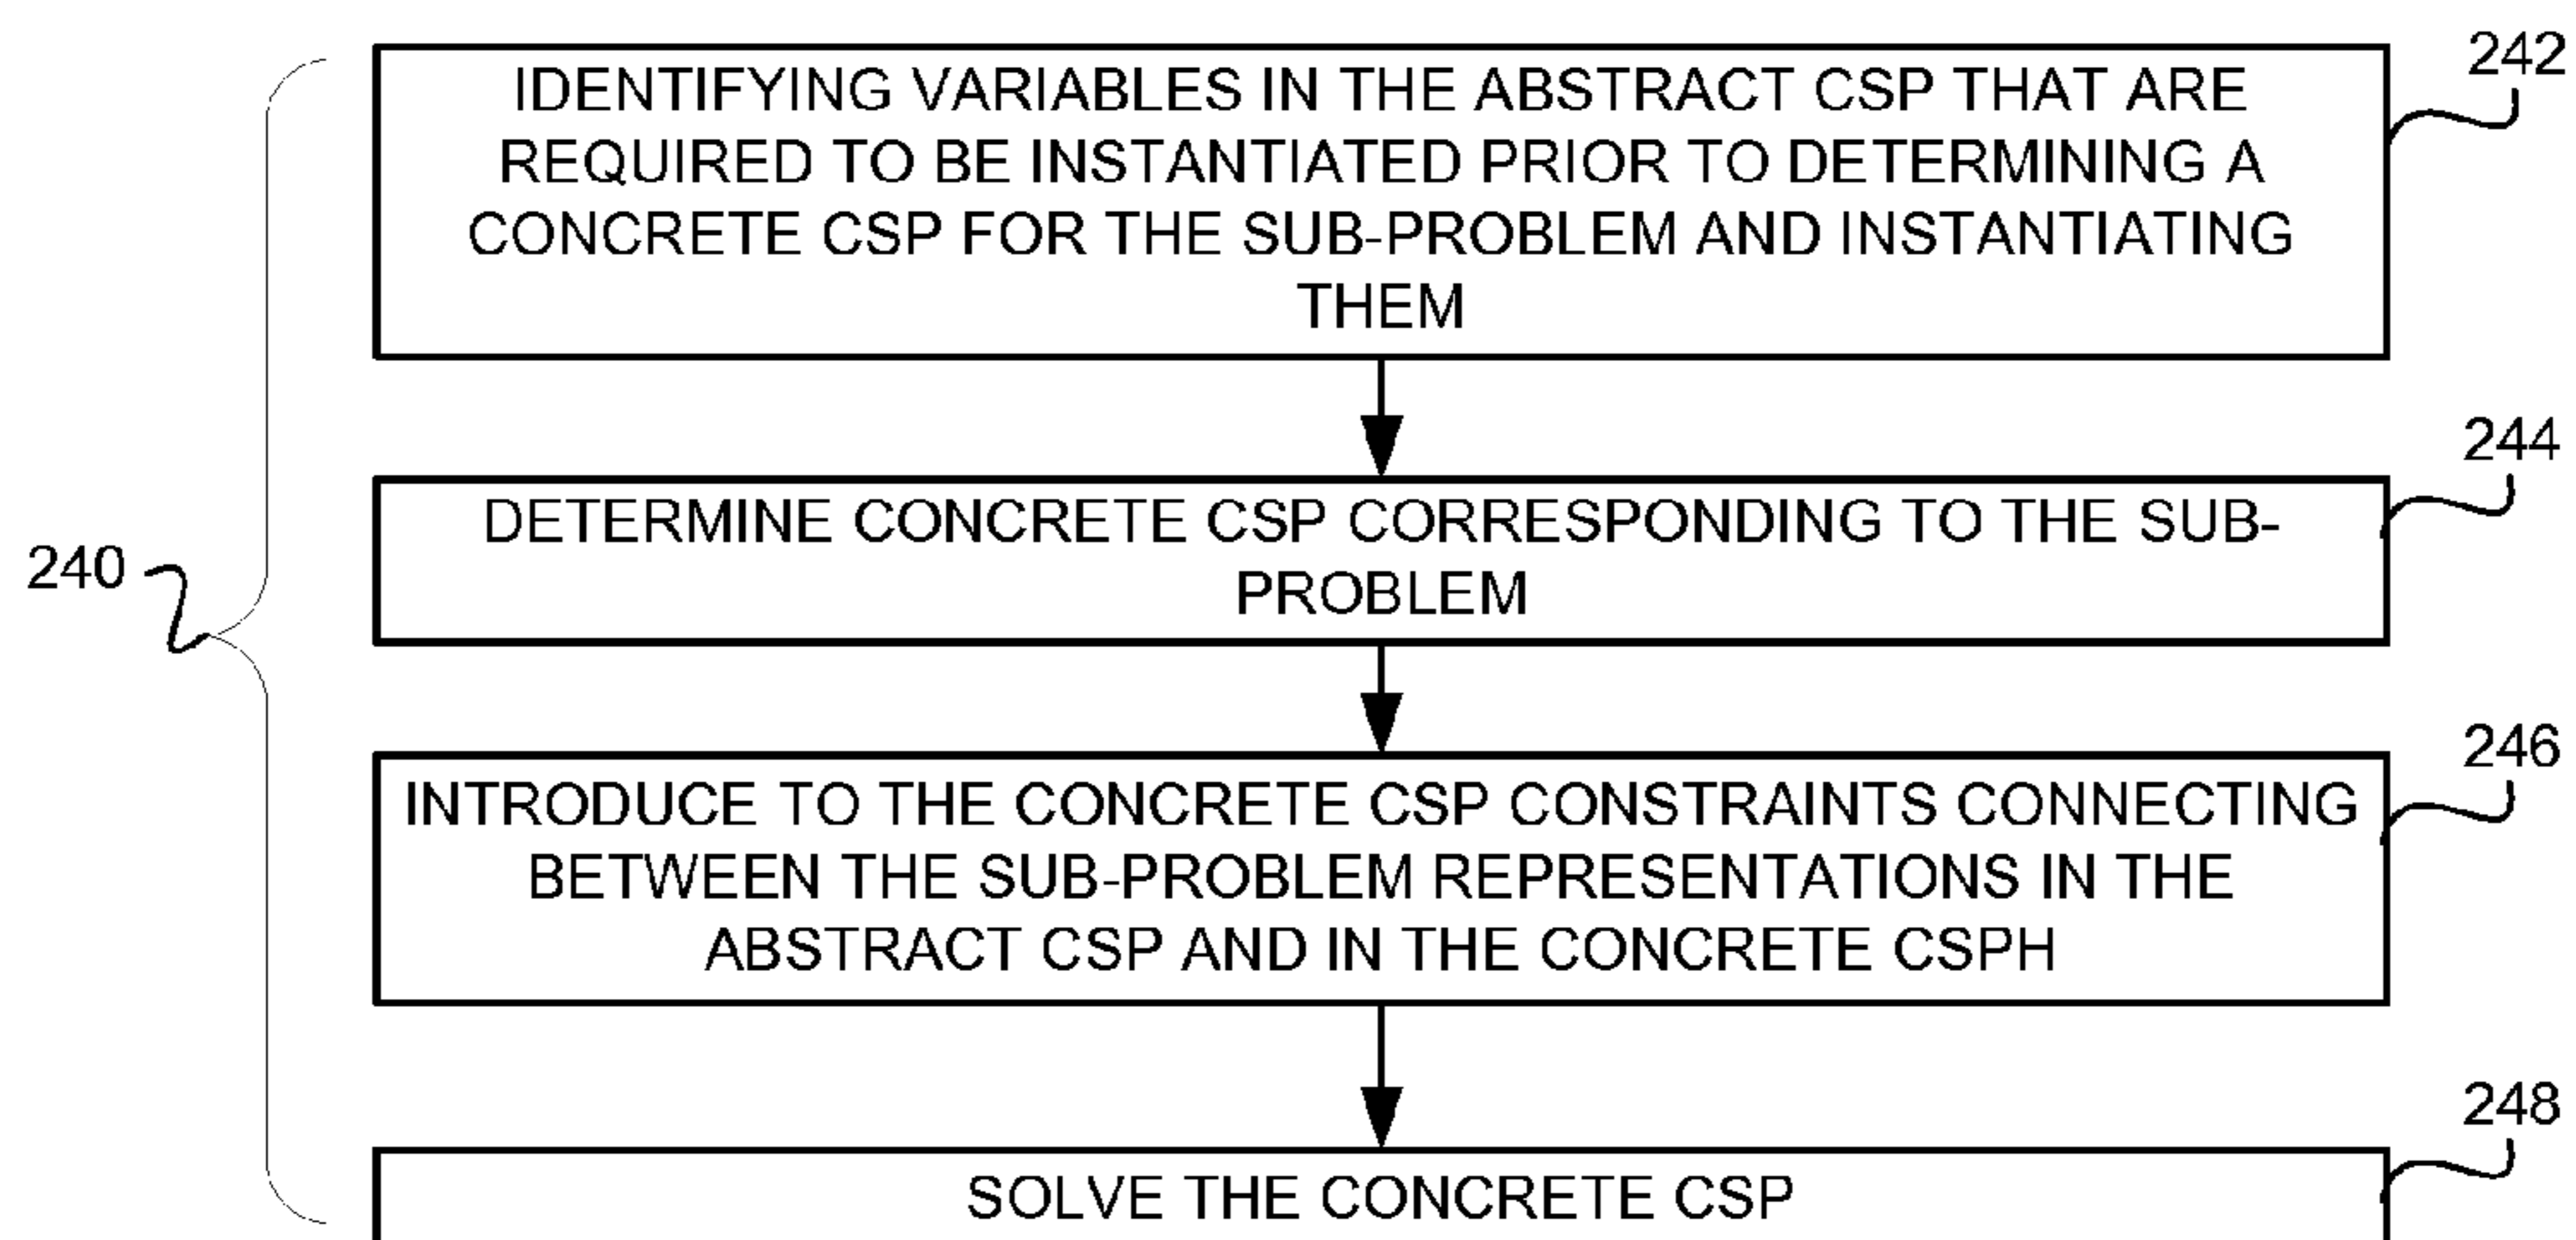 242
IDENTIFYING VARIABLES IN THE ABSTRACT CSP THAT ARE
REQUIRED TO BE INSTANTIATED PRIOR TO DETERMINING A
CONCRETE CSP FOR THE SUB-PROBLEM AND INSTANTIATING
THEM
244
DETERMINE CONCRETE CSP CORRESPONDING TO THE SUB-
PROBLEM
240
246
INTRODUCE TO THE CONCRETE CSP CONSTRAINTS CONNECTING
BETWEEN THE SUB-PROBLEM REPRESENTATIONS IN THE
ABSTRACT CSP AND IN THE CONCRETE CSPH
248
SOLVE THE CONCRETE CSP